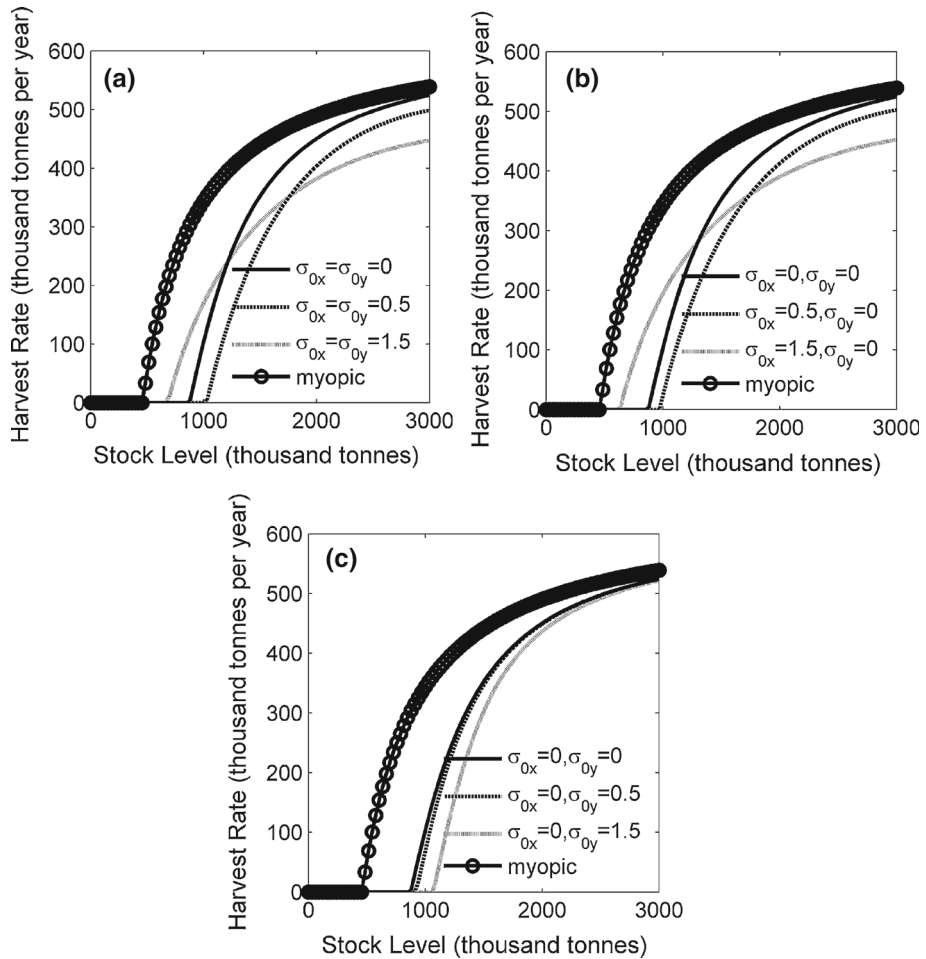 (a)
Harvest Rate (thousand tonnes per year)
600
500
400
300
200
100
0
σ0x=σ0y=0
σ0x=σ0y=0.5
σ0x=σ0y=1.5
myopic
0 1000 2000 3000
Stock Level (thousand tonnes)
(b)
Harvest Rate (thousand tonnes per year)
600
500
400
300
200
100
0
σ0x=0,σ0y=0
σ0x=0.5,σ0y=0
σ0x=1.5,σ0y=0
myopic
0 1000 2000 3000
Stock Level (thousand tonnes)
(c)
Harvest Rate (thousand tonnes per year)
600
500
400
300
200
100
0
σ0x=0,σ0y=0
σ0x=0,σ0y=0.5
σ0x=0,σ0y=1.5
myopic
0 1000 2000 3000
Stock Level (thousand tonnes)